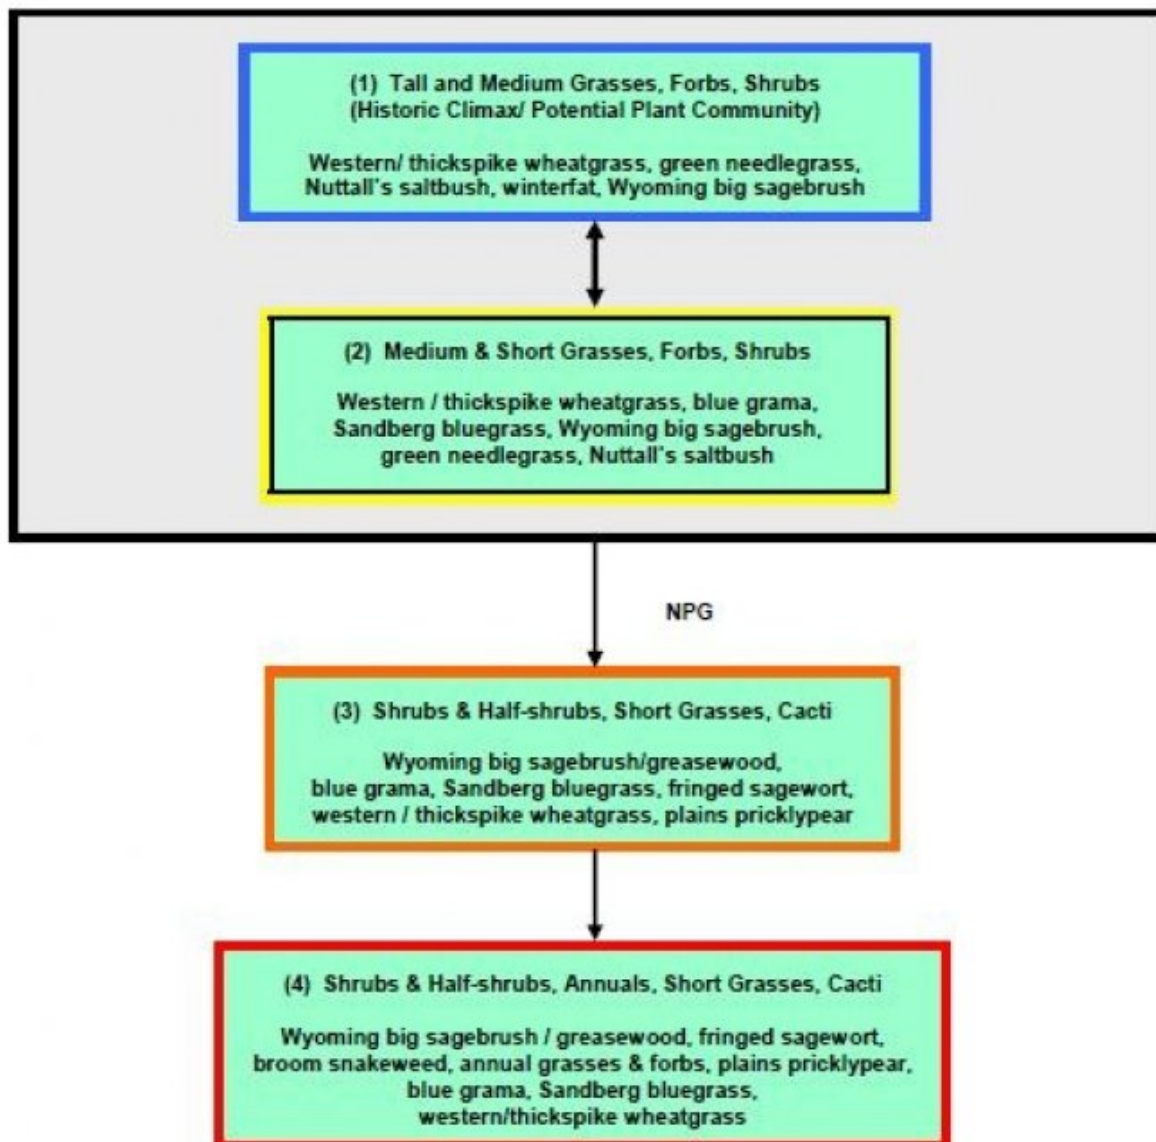 (1) Tall and Medium Grasses, Forbs, Shrubs
(Historic Climax/ Potential Plant Community)
Western/ thickspike wheatgrass, green needlegrass,
Nuttall's saltbush, winterfat, Wyoming big sagebrush
(2) Medium & Short Grasses, Forbs, Shrubs
Western / thickspike wheatgrass, blue grama,
Sandberg bluegrass, Wyoming big sagebrush,
green needlegrass, Nuttall's saltbush
NPG
(3) Shrubs & Half-shrubs, Short Grasses, Cacti
Wyoming big sagebrush/greasewood,
blue grama, Sandberg bluegrass, fringed sagewort,
western / thickspike wheatgrass, plains pricklypear
(4) Shrubs & Half-shrubs, Annuals, Short Grasses, Cacti
Wyoming big sagebrush / greasewood, fringed sagewort,
broom snakeweed, annual grasses & forbs, plains pricklypear,
blue grama, Sandberg bluegrass,
western/thickspike wheatgrass